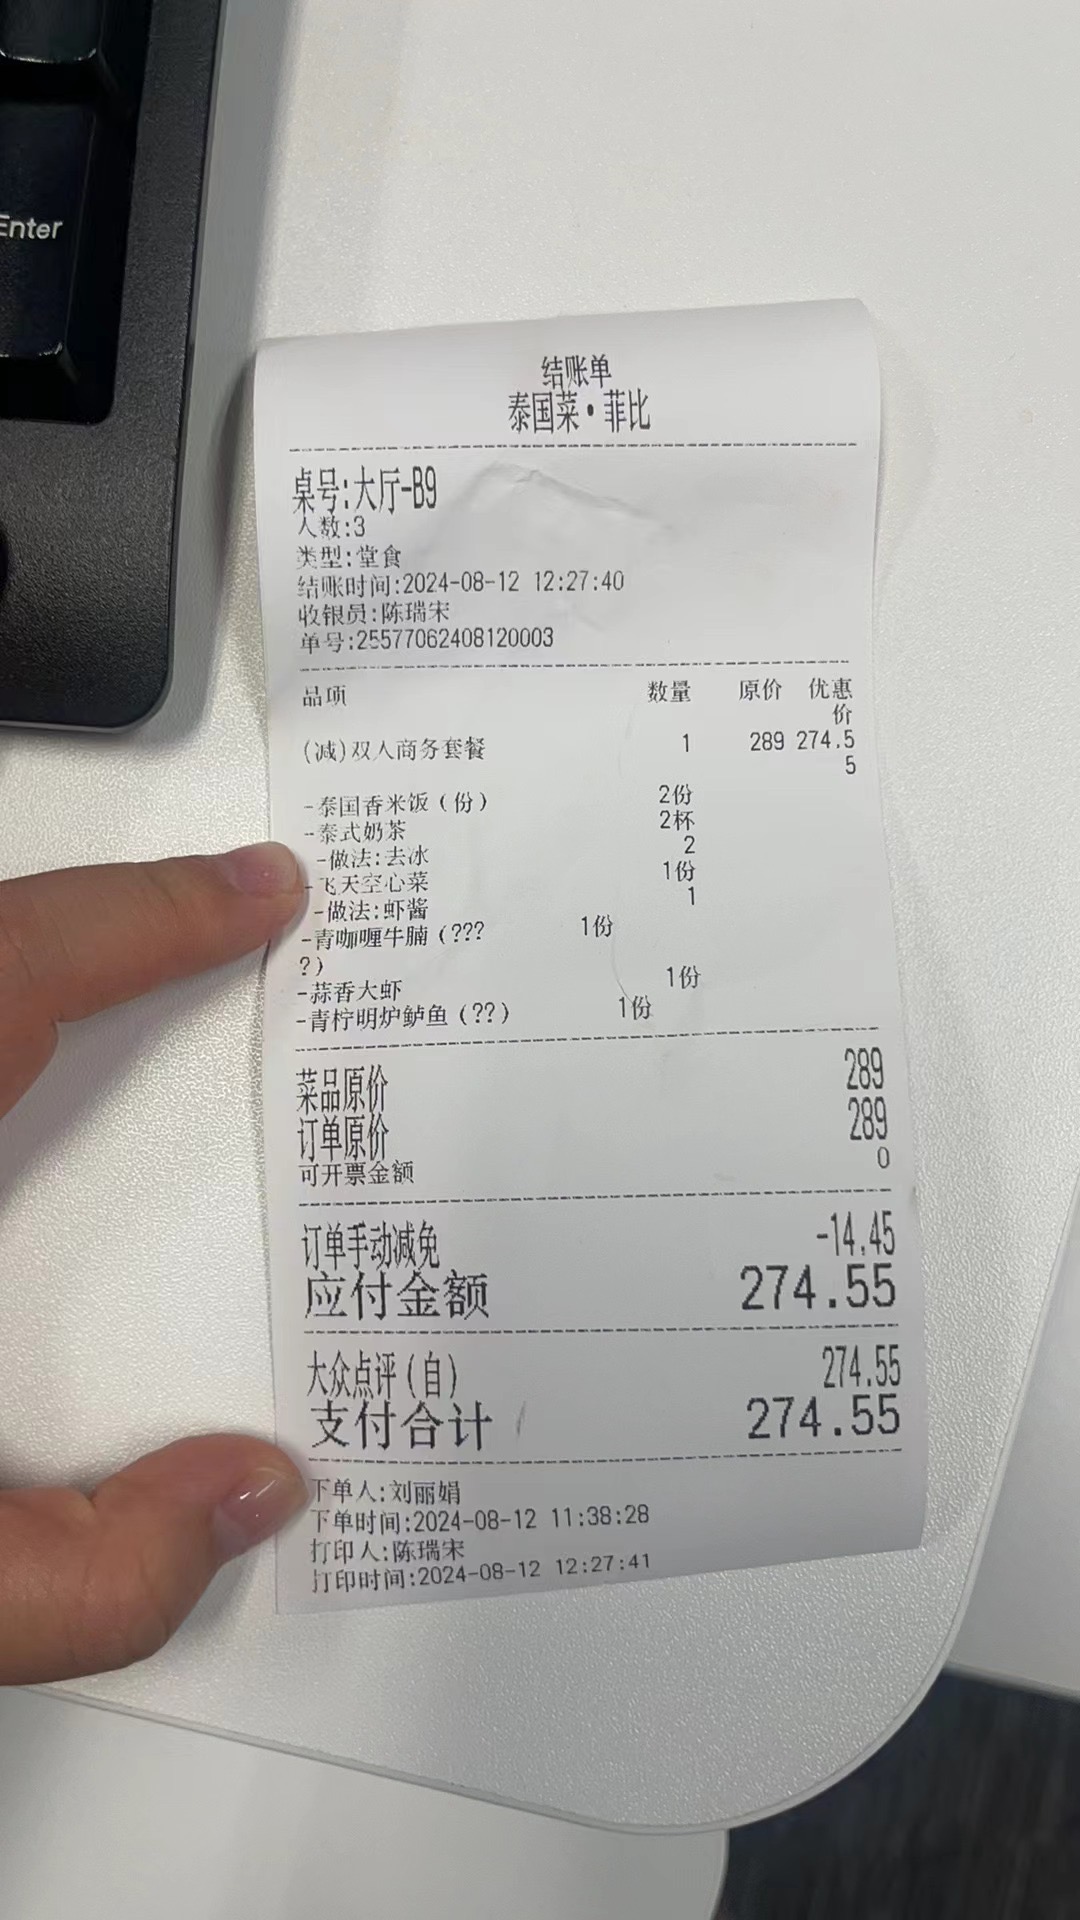 Enter
结账单
泰国菜•菲比
桌号:大厅-B9
人数:3
类型:堂食
结账时间:2024-08-12 12:27:40
收银员:陈瑞宋
单号:25577062408120003
品项 数量 原价 优惠
价
(减)双人商务套餐 1 289 274.5
5
-泰国香米饭(份) 2份
-泰式奶茶 2杯
-做法:去冰 2
-飞天空心菜 1份
-做法:虾酱 1
-青咖喱牛腩(??? 1份
?)
-蒜香大虾 1份
-青柠明炉鲈鱼(??) 1份
菜品原价 289
订单原价 289
可开票金额 0
订单手动减免 -14.45
应付金额 274.55
大众点评(自) 274.55
支付合计 274.55
下单人:刘丽娟
下单时间:2024-08-12 11:38:28
打印人:陈瑞宋
打印时间:2024-08-12 12:27:41